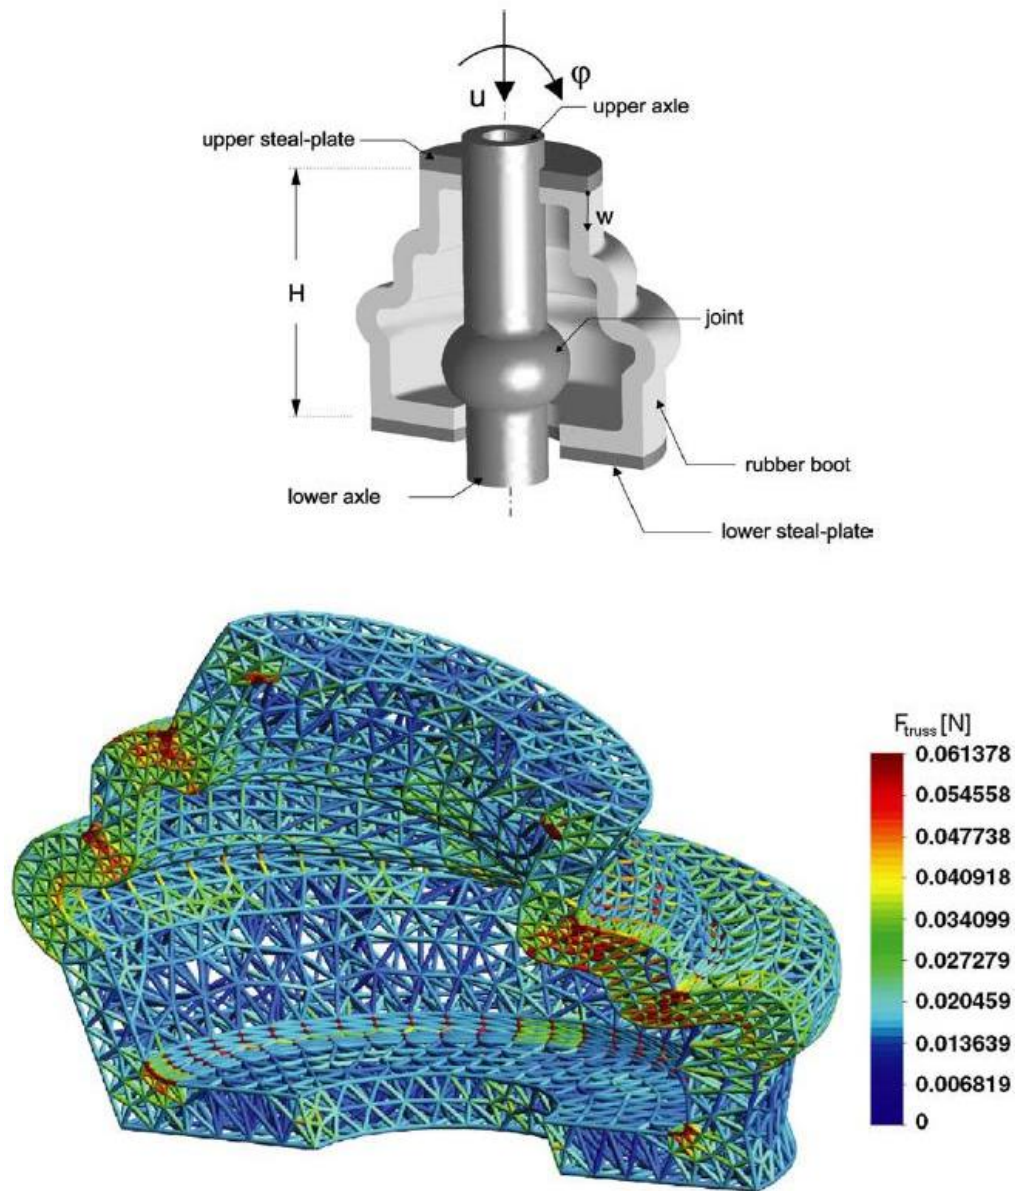 u
φ
upper axle
upper steal-plate
w
H
joint
rubber boot
lower axle
lower steal-plate
F_truss [N]
0.061378
0.054558
0.047738
0.040918
0.034099
0.027279
0.020459
0.013639
0.006819
0